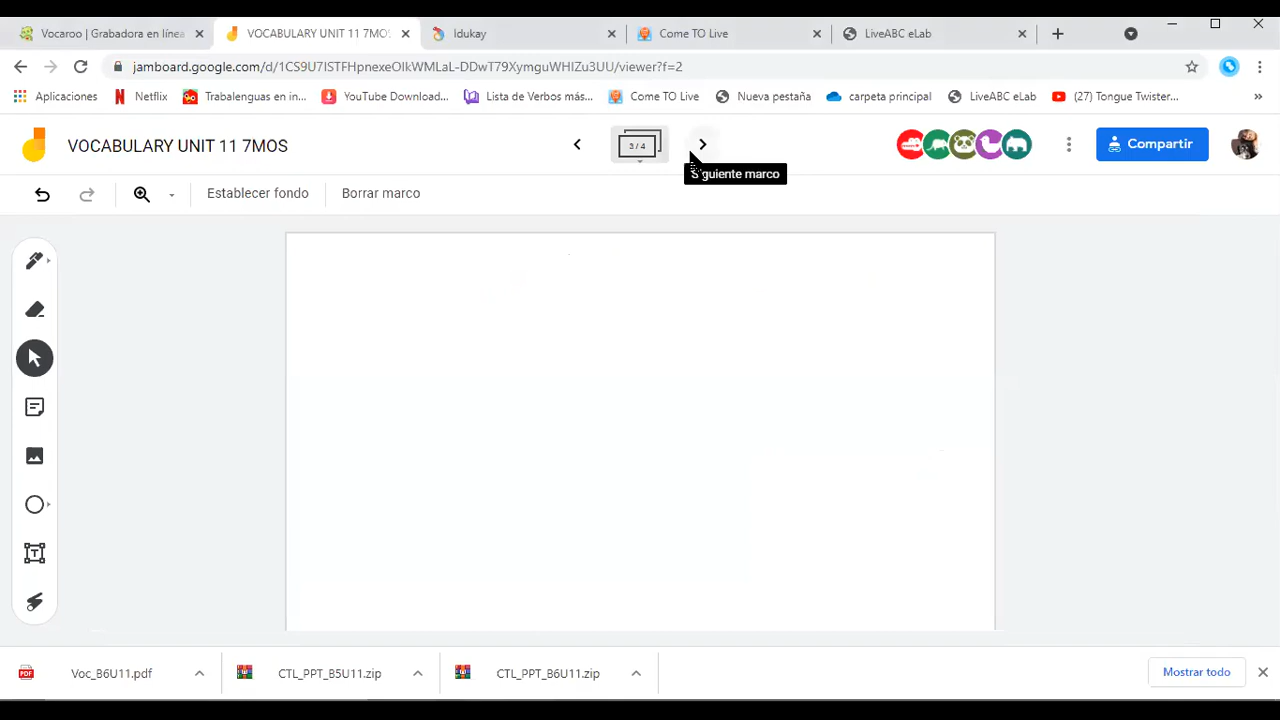 Vocaroo | Grabadora en línea
VOCABULARY UNIT 11 7MOS
Idukay
Come TO Live
LiveABC eLab
jamboard.google.com/d/1CS9U7ISTFHpnexeOIkWMLaL-DDwT79XymguWHIZu3UU/viewer?f=2
Aplicaciones
Netflix
Trabalenguas en in...
YouTube Download...
Lista de Verbos más...
Come TO Live
Nueva pestaña
carpeta principal
LiveABC eLab
(27) Tongue Twister...
»
VOCABULARY UNIT 11 7MOS
3 / 4
Compartir
Siguiente marco
Establecer fondo
Borrar marco
Voc_B6U11.pdf
CTL_PPT_B5U11.zip
CTL_PPT_B6U11.zip
Mostrar todo